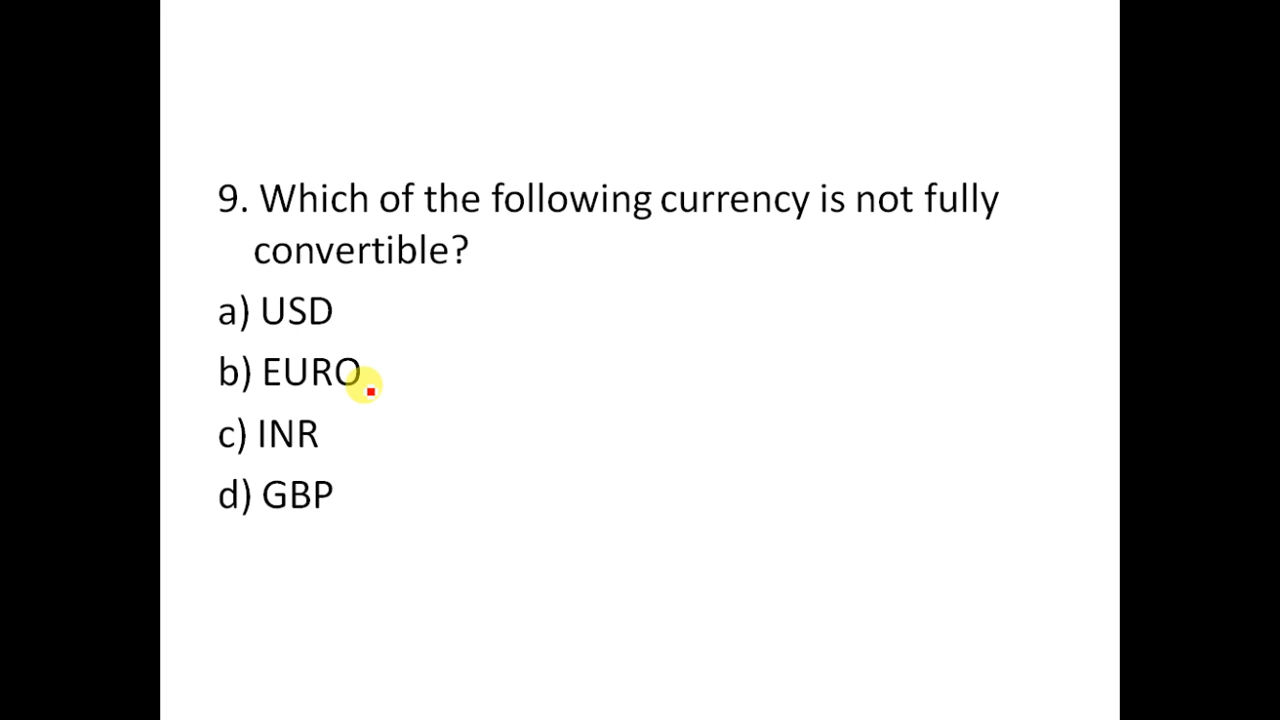 9. Which of the following currency is not fully
convertible?
a) USD
b) EURO
c) INR
d) GBP